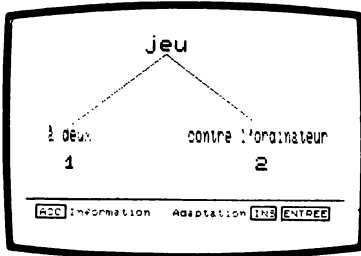 jeu
à deux contre l'ordinateur
1 2
ACC Information Adaptation INS ENTREE